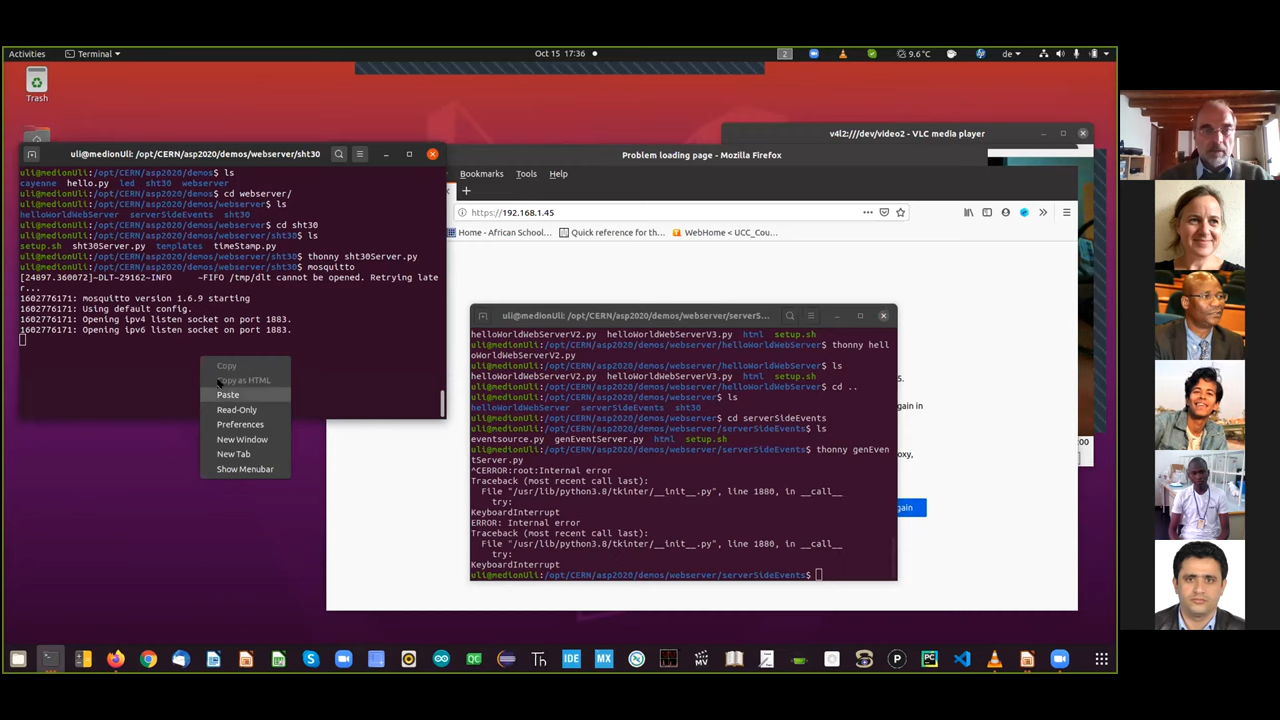 Activities
Terminal
Oct 15 17:36
2
9.6 °C
de
Trash
v4l2:///dev/video2 - VLC media player
uli@medionUli: /opt/CERN/asp2020/demos/webserver/sht30
Problem loading page - Mozilla Firefox
Bookmarks Tools Help
https://192.168.1.45
Home - African School...
Quick reference for th...
WebHome < UCC_Cou...
uli@medionUli:/opt/CERN/asp2020/demos$ ls
cayenne hello.py led sht30 webserver
uli@medionUli:/opt/CERN/asp2020/demos$ cd webserver/
uli@medionUli:/opt/CERN/asp2020/demos/webserver$ ls
helloWorldWebServer serverSideEvents sht30
uli@medionUli:/opt/CERN/asp2020/demos/webserver$ cd sht30
uli@medionUli:/opt/CERN/asp2020/demos/webserver/sht30$ ls
setup.sh sht30Server.py templates timeStamp.py
uli@medionUli:/opt/CERN/asp2020/demos/webserver/sht30$ thonny sht30Server.py
uli@medionUli:/opt/CERN/asp2020/demos/webserver/sht30$ mosquitto
[24897.360072]~DLT~29162~INFO ~FIFO /tmp/dlt cannot be opened. Retrying late
r...
1602776171: mosquitto version 1.6.9 starting
1602776171: Using default config.
1602776171: Opening ipv4 listen socket on port 1883.
1602776171: Opening ipv6 listen socket on port 1883.
Copy
Copy as HTML
Paste
Read-Only
Preferences
New Window
New Tab
Show Menubar
uli@medionUli: /opt/CERN/asp2020/demos/webserver/serverS...
helloWorldWebServerV2.py helloWorldWebServerV3.py html setup.sh
uli@medionUli:/opt/CERN/asp2020/demos/webserver/helloWorldWebServer$ thonny hell
oWorldWebServerV2.py
uli@medionUli:/opt/CERN/asp2020/demos/webserver/helloWorldWebServer$ ls
helloWorldWebServerV2.py helloWorldWebServerV3.py html setup.sh
uli@medionUli:/opt/CERN/asp2020/demos/webserver/helloWorldWebServer$ cd ..
uli@medionUli:/opt/CERN/asp2020/demos/webserver$ ls
helloWorldWebServer serverSideEvents sht30
uli@medionUli:/opt/CERN/asp2020/demos/webserver$ cd serverSideEvents
uli@medionUli:/opt/CERN/asp2020/demos/webserver/serverSideEvents$ ls
eventsource.py genEventServer.py html setup.sh
uli@medionUli:/opt/CERN/asp2020/demos/webserver/serverSideEvents$ thonny genEven
tServer.py
^CERROR:root:Internal error
Traceback (most recent call last):
File "/usr/lib/python3.8/tkinter/__init__.py", line 1880, in __call__
try:
KeyboardInterrupt
ERROR: Internal error
Traceback (most recent call last):
File "/usr/lib/python3.8/tkinter/__init__.py", line 1880, in __call__
try:
KeyboardInterrupt
uli@medionUli:/opt/CERN/asp2020/demos/webserver/serverSideEvents$
s.
again in
oxy,
gain
:00
QC
Th
IDE
MX
MV
P
PC